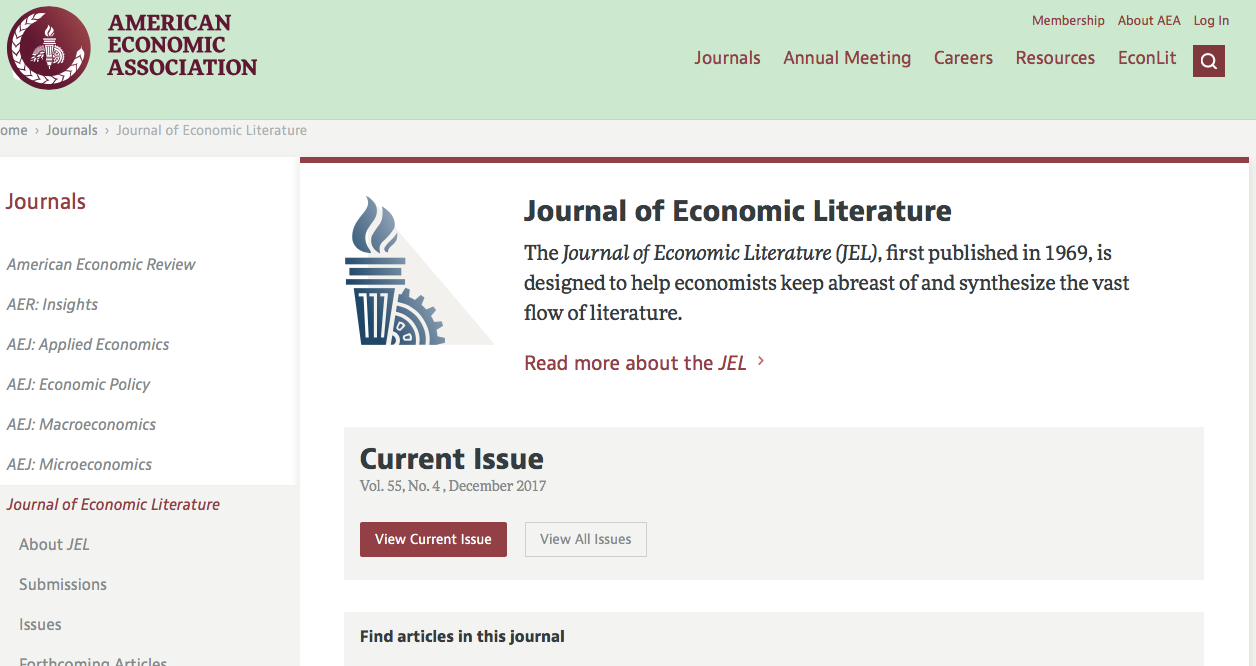 AMERICAN
ECONOMIC
ASSOCIATION
Membership About AEA Log In
Journals Annual Meeting Careers Resources EconLit
ome › Journals › Journal of Economic Literature
Journals
American Economic Review
AER: Insights
AEJ: Applied Economics
AEJ: Economic Policy
AEJ: Macroeconomics
AEJ: Microeconomics
Journal of Economic Literature
About JEL
Submissions
Issues
Forthcoming Articles
Journal of Economic Literature
The Journal of Economic Literature (JEL), first published in 1969, is
designed to help economists keep abreast of and synthesize the vast
flow of literature.
Read more about the JEL ›
Current Issue
Vol. 55, No. 4 , December 2017
View Current Issue View All Issues
Find articles in this journal